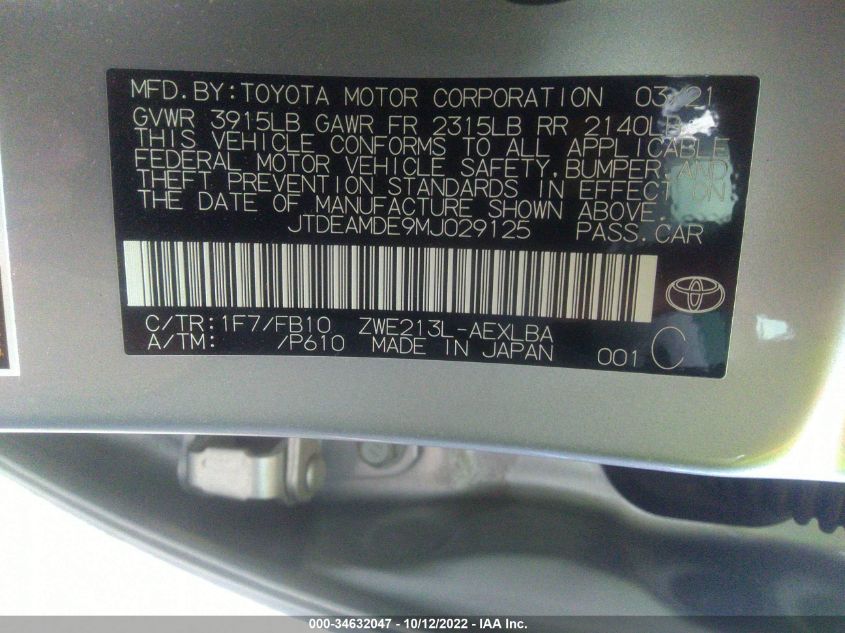 MFD.BY:TOYOTA MOTOR CORPORATION 03/21
GVWR 3915LB GAWR FR 2315LB RR 2140LB
THIS VEHICLE CONFORMS TO ALL APPLICABLE
FEDERAL MOTOR VEHICLE SAFETY,BUMPER,AND
THEFT PREVENTION STANDARDS IN EFFECT ON
THE DATE OF MANUFACTURE SHOWN ABOVE.
JTDEAMDE9MJ029125 PASS.CAR
C/TR:1F7/FB10 ZWE213L-AEXLBA
A/TM: /P610 MADE IN JAPAN 001 C
000-34632047 - 10/12/2022 - IAA Inc.